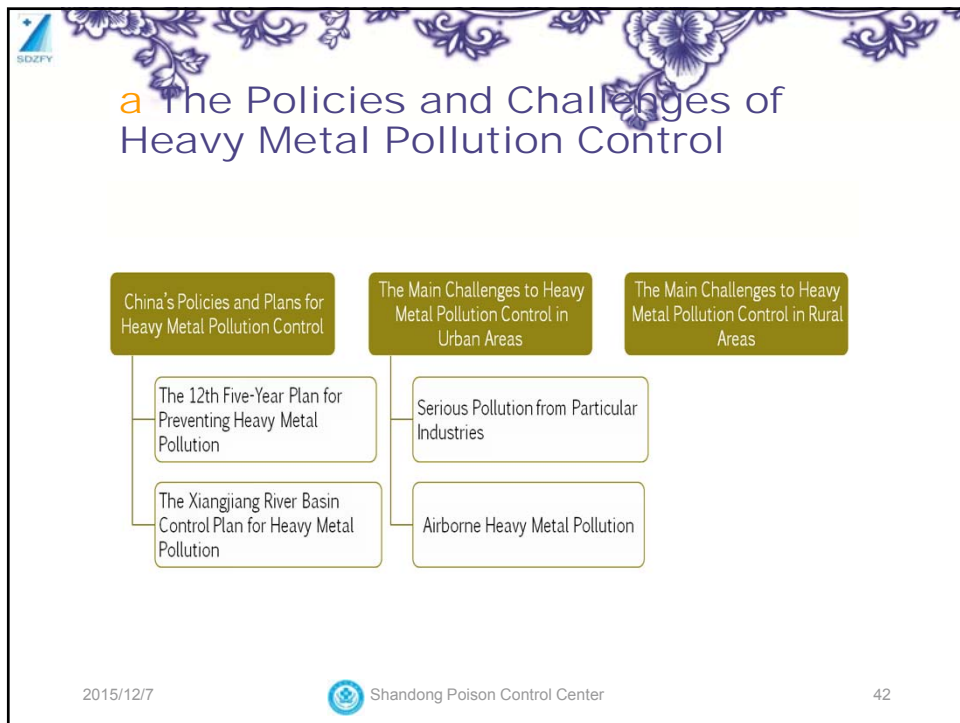 SDZFY
a The Policies and Challenges of
Heavy Metal Pollution Control
China's Policies and Plans for
Heavy Metal Pollution Control
The 12th Five-Year Plan for
Preventing Heavy Metal
Pollution
The Xiangjiang River Basin
Control Plan for Heavy Metal
Pollution
The Main Challenges to Heavy
Metal Pollution Control in
Urban Areas
Serious Pollution from Particular
Industries
Airborne Heavy Metal Pollution
The Main Challenges to Heavy
Metal Pollution Control in Rural
Areas
2015/12/7
Shandong Poison Control Center
42